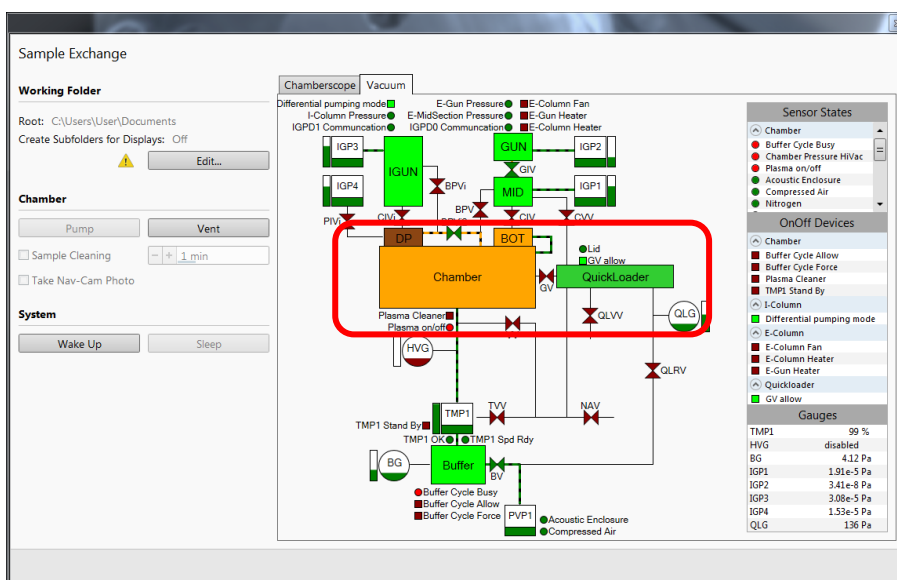 Sample Exchange
Working Folder
Root: C:\Users\User\Documents
Create Subfolders for Displays: Off
Edit...
Chamber
Pump
Vent
Sample Cleaning
- + 1 min
Take Nav-Cam Photo
System
Wake Up
Sleep
Chamberscope
Vacuum
Differential pumping mode
E-Gun Pressure
E-Column Fan
I-Column Pressure
E-MidSection Pressure
E-Gun Heater
IGPD1 Communcation
IGPD0 Communcation
E-Column Heater
IGP3
IGUN
GUN
IGP2
GIV
IGP4
BPVi
MID
IGP1
BPV
PIVi
CIVi
CIV
CVV
DP
BOT
Lid
GV allow
Chamber
GV
QuickLoader
Plasma Cleaner
Plasma on/off
QLVV
QLG
HVG
QLRV
TMP1
TVV
NAV
TMP1 Stand By
TMP1 OK
TMP1 Spd Rdy
BG
Buffer
BV
Buffer Cycle Busy
Buffer Cycle Allow
Buffer Cycle Force
PVP1
Acoustic Enclosure
Compressed Air
Sensor States
Chamber
Buffer Cycle Busy
Chamber Pressure HiVac
Plasma on/off
Acoustic Enclosure
Compressed Air
Nitrogen
OnOff Devices
Chamber
Buffer Cycle Allow
Buffer Cycle Force
Plasma Cleaner
TMP1 Stand By
I-Column
Differential pumping mode
E-Column
E-Column Fan
E-Column Heater
E-Gun Heater
Quickloader
GV allow
Gauges
TMP1 99 %
HVG disabled
BG 4.12 Pa
IGP1 1.91e-5 Pa
IGP2 3.41e-8 Pa
IGP3 3.08e-5 Pa
IGP4 1.53e-5 Pa
QLG 136 Pa